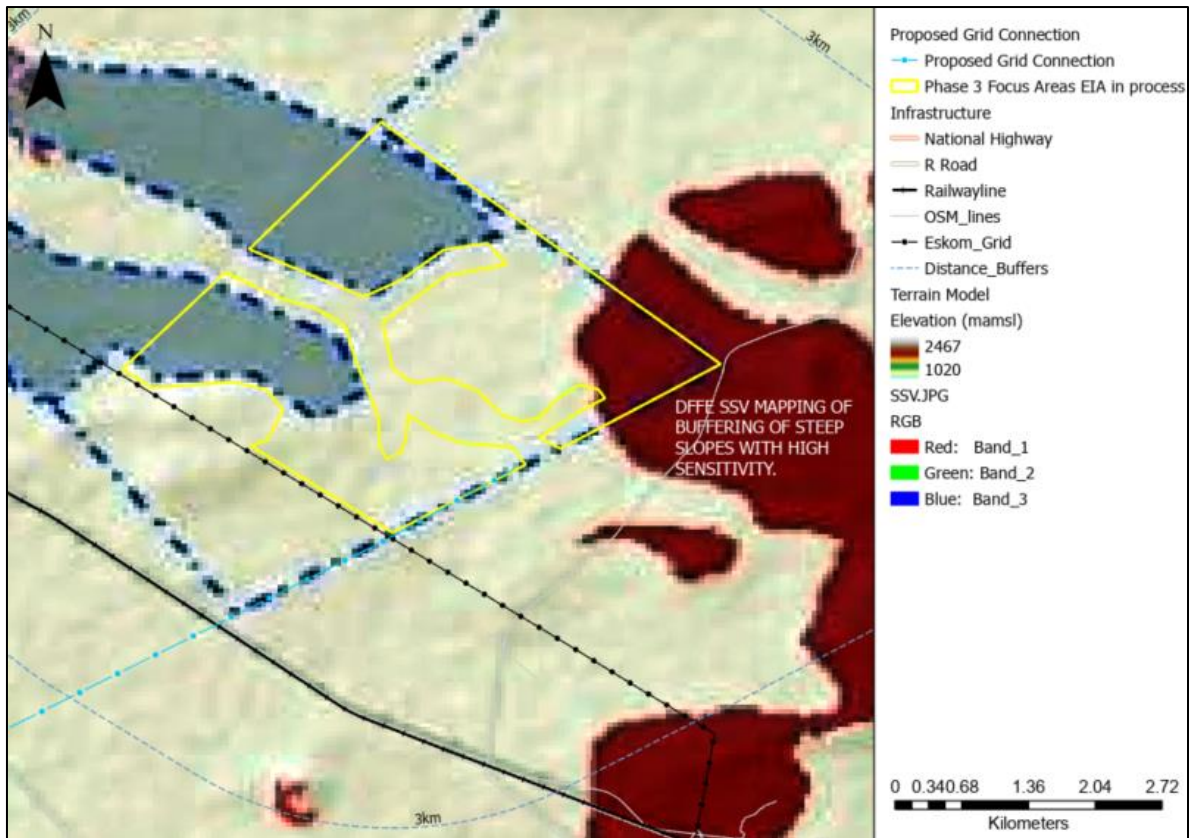 3km
N
3km
DFFE SSV MAPPING OF
BUFFERING OF STEEP
SLOPES WITH HIGH
SENSITIVITY.
3km
Proposed Grid Connection
Proposed Grid Connection
Phase 3 Focus Areas EIA in process
Infrastructure
National Highway
R Road
Railwayline
OSM_lines
Eskom_Grid
Distance_Buffers
Terrain Model
Elevation (mamsl)
2467
1020
SSV.JPG
RGB
Red: Band_1
Green: Band_2
Blue: Band_3
0 0.340.68 1.36 2.04 2.72
Kilometers